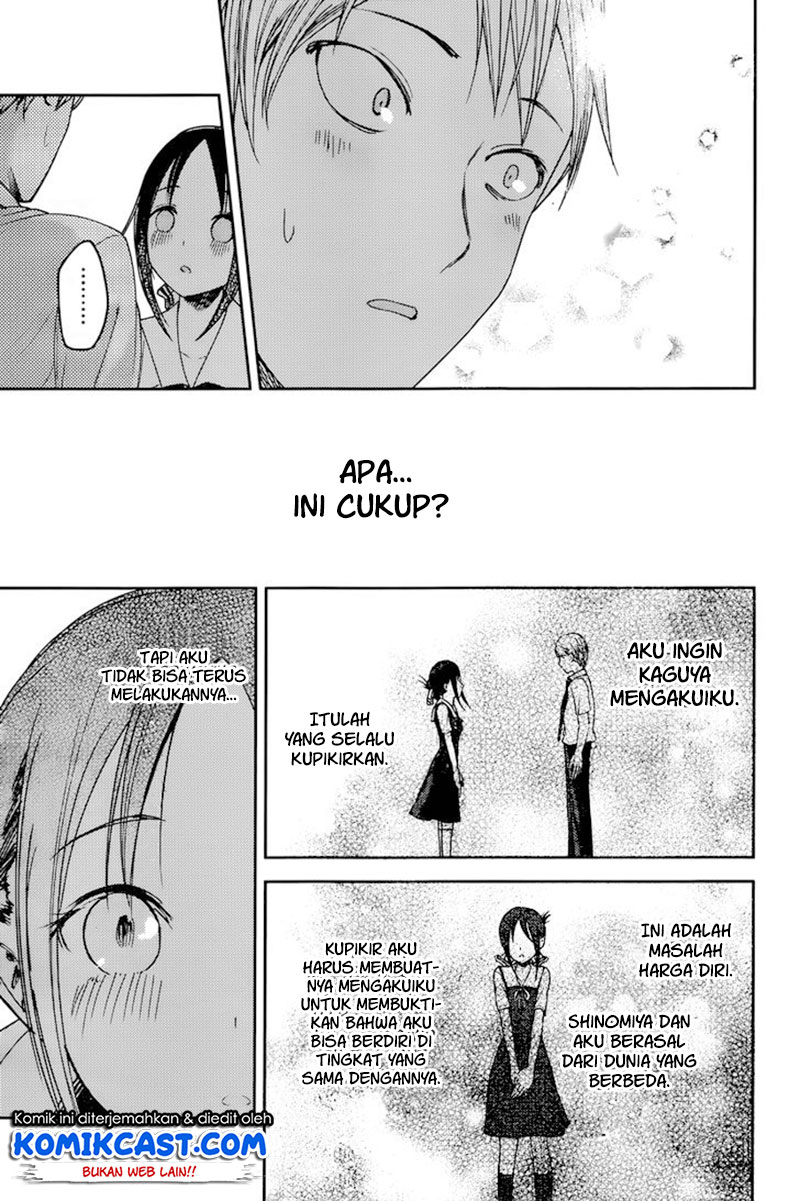 .........
APA...
INI CUKUP?
AKU INGIN
KAGUYA
MENGAKUIKU.
ITULAH
YANG SELALU
KUPIKIRKAN.
INI ADALAH
MASALAH
HARGA DIRI.
SHINOMIYA DAN
AKU BERASAL
DARI DUNIA YANG
BERBEDA.
KUPIKIR AKU
HARUS MEMBUAT-
NYA MENGAKUIKU
UNTUK MEMBUKTI-
KAN BAHWA AKU
BISA BERDIRI DI
TINGKAT YANG
SAMA DENGANNYA.
TAPI AKU
TIDAK BISA TERUS
MELAKUKANNYA...
Komik ini diterjemahkan & diedit oleh
KOMIKCAST.COM
BUKAN WEB LAIN!!